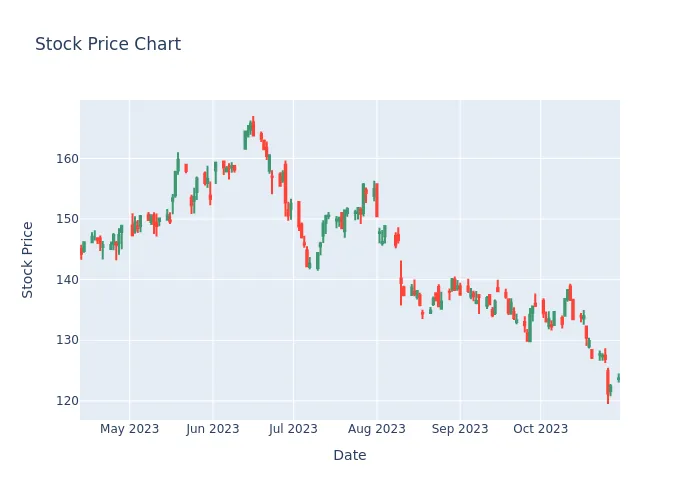 Stock Price Chart
Stock Price
160
150
140
130
120
May 2023
Jun 2023
Jul 2023
Aug 2023
Sep 2023
Oct 2023
Date